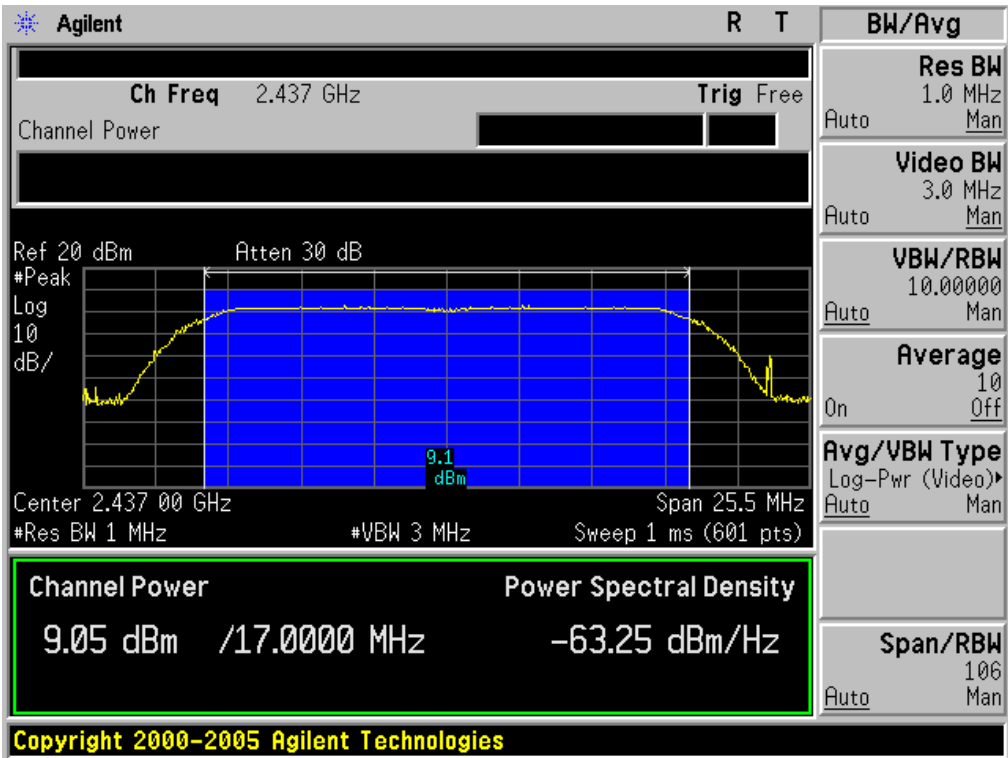 Agilent R T
Ch Freq 2.437 GHz Trig Free
Channel Power
Ref 20 dBm Atten 30 dB
#Peak
Log
10
dB/
9.1
dBm
Center 2.437 00 GHz Span 25.5 MHz
#Res BW 1 MHz #VBW 3 MHz Sweep 1 ms (601 pts)
Channel Power Power Spectral Density
9.05 dBm /17.0000 MHz -63.25 dBm/Hz
BW/Avg
Res BW
1.0 MHz
Auto Man
Video BW
3.0 MHz
Auto Man
VBW/RBW
10.00000
Auto Man
Average
10
On Off
Avg/VBW Type
Log-Pwr (Video)▸
Auto Man
Span/RBW
106
Auto Man
Copyright 2000-2005 Agilent Technologies